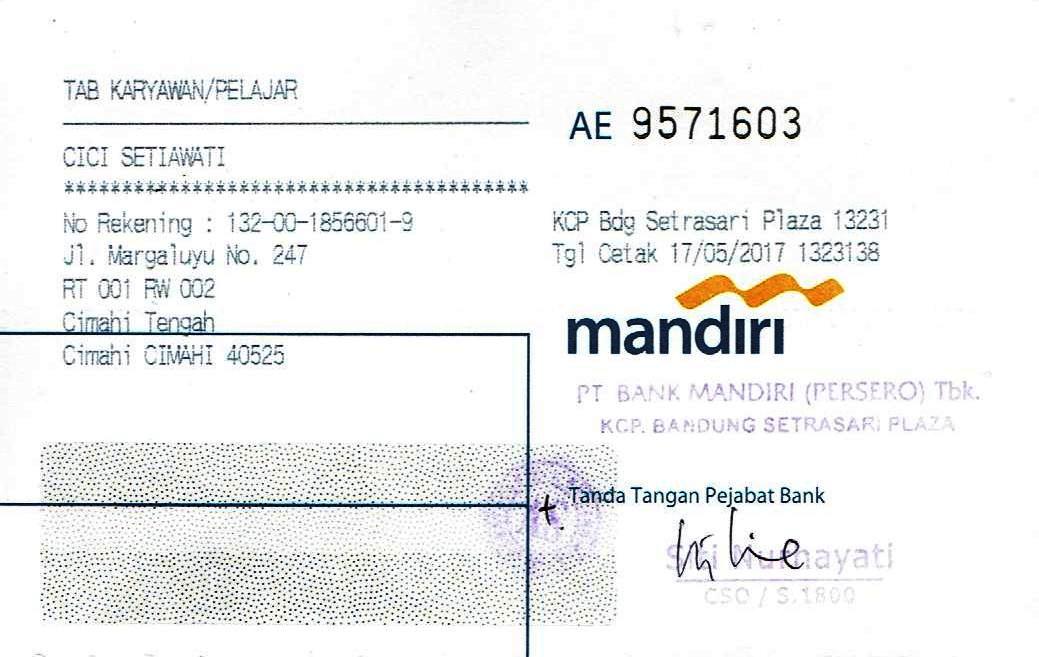 TAB KARYAWAN/PELAJAR
AE 9571603
CICI SETIAWATI
****************************************
No Rekening : 132-00-1856601-9
Jl. Margaluyu No. 247
RT 001 RW 002
Cimahi Tengah
Cimahi CIMAHI 40525
KCP Bdg Setrasari Plaza 13231
Tgl Cetak 17/05/2017 1323138
mandiri
PT BANK MANDIRI (PERSERO) Tbk.
KCP. BANDUNG SETRASARI PLAZA
Tanda Tangan Pejabat Bank
t.
Siti Nurhayati
CSO / S.1800